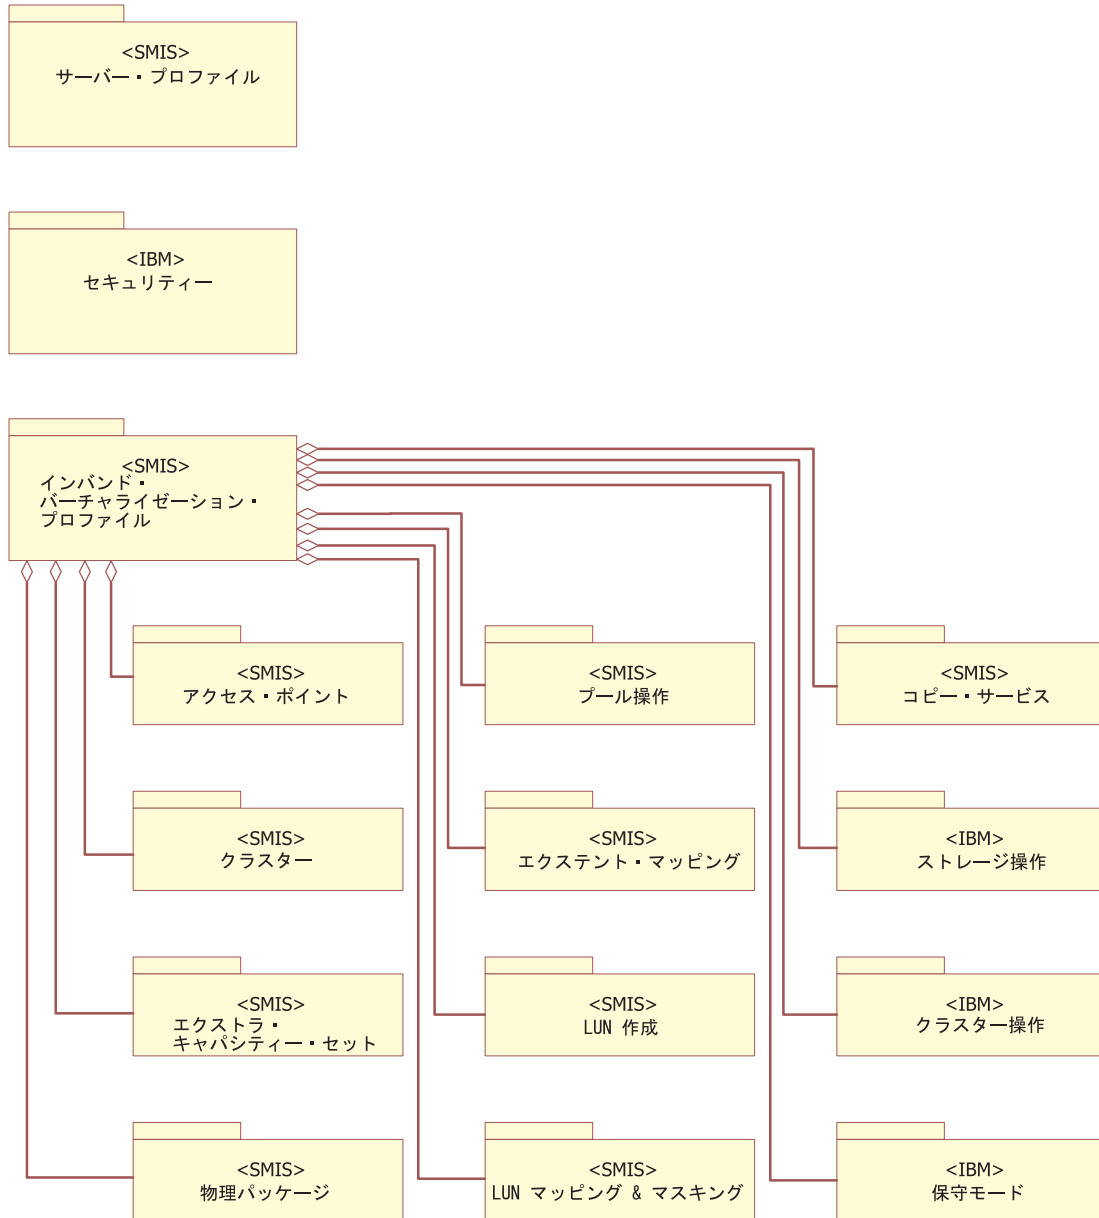 <SMIS>
サーバー・プロファイル
<IBM>
セキュリティー
<SMIS>
インバンド・
バーチャライゼーション・
プロファイル
<SMIS>
アクセス・ポイント
<SMIS>
プール操作
<SMIS>
コピー・サービス
<SMIS>
クラスター
<SMIS>
エクステント・マッピング
<IBM>
ストレージ操作
<SMIS>
エクストラ・
キャパシティー・セット
<SMIS>
LUN 作成
<IBM>
クラスター操作
<SMIS>
物理パッケージ
<SMIS>
LUN マッピング & マスキング
<IBM>
保守モード